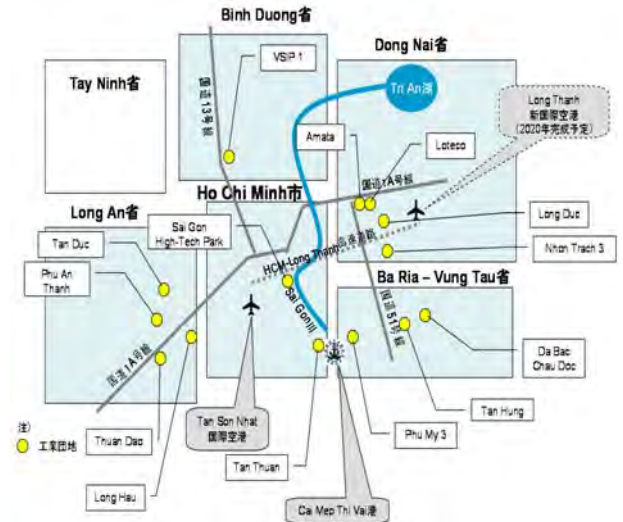 Binh Duong省
Dong Nai省
VSIP 1
Tay Ninh省
国道13号線
Tri An湖
Long Thanh
新国際空港
(2020年完成予定)
Amata
Loteco
国道1A号線
Ho Chi Minh市
Long An省
Sai Gon
High-Tech Park
Long Duc
Tan Duc
HCM-Long Thanh高速道路
Nhon Trach 3
Phu An
Thanh
Ba Ria – Vung Tau省
Sai Gon川
国道51号線
国道1A号線
Da Bac
Chau Doc
注)
工業団地
Thuan Dao
Tan Son Nhat
国際空港
Tan Hung
Phu My 3
Tan Thuan
Long Hau
Cai Mep Thi Vai港